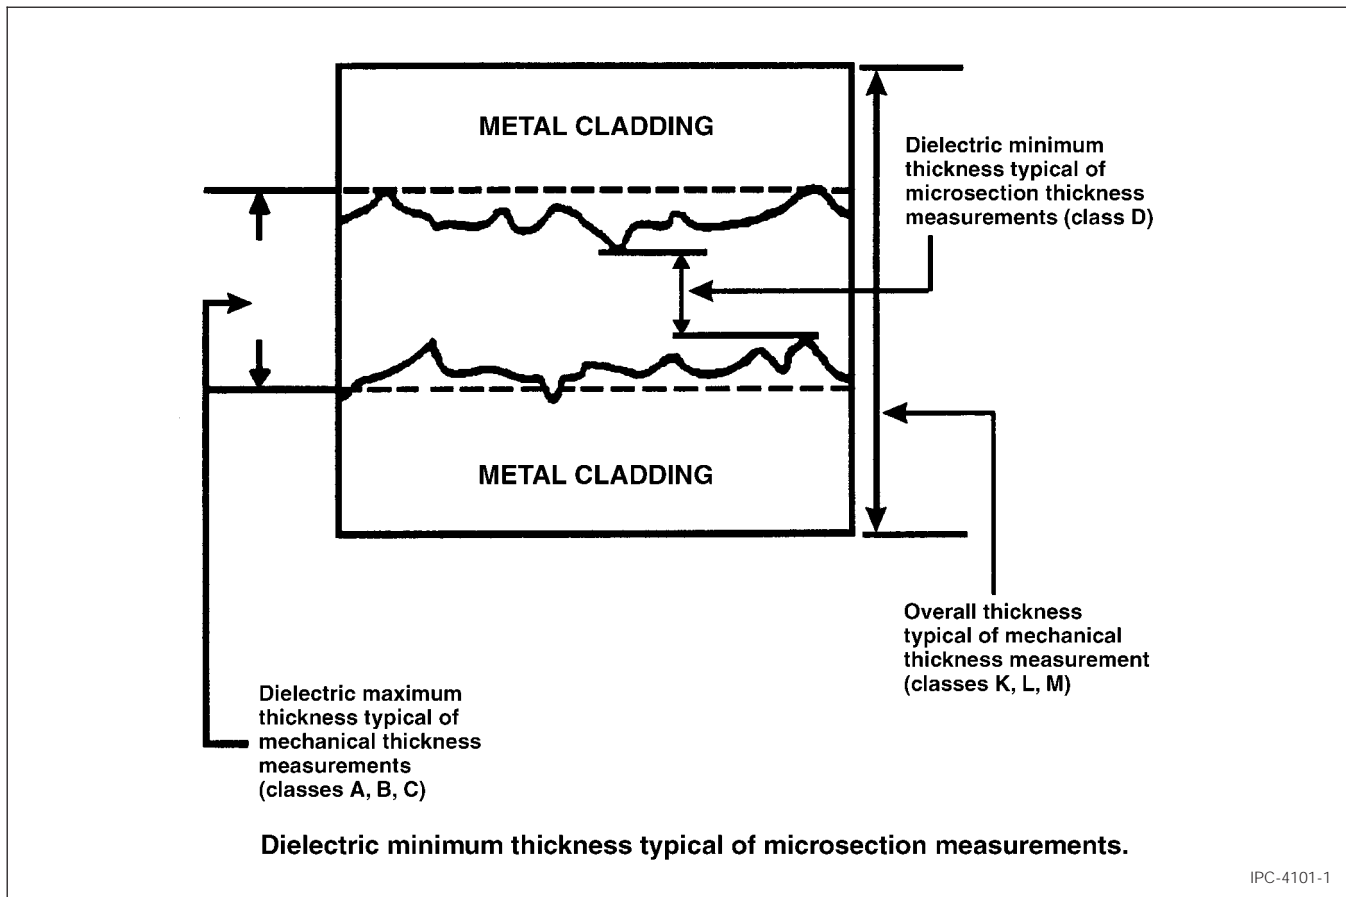 METAL CLADDING
Dielectric minimum
thickness typical of
microsection thickness
measurements (class D)
METAL CLADDING
Overall thickness
typical of mechanical
thickness measurement
(classes K, L, M)
Dielectric maximum
thickness typical of
mechanical thickness
measurements
(classes A, B, C)
Dielectric minimum thickness typical of microsection measurements.
IPC-4101-1